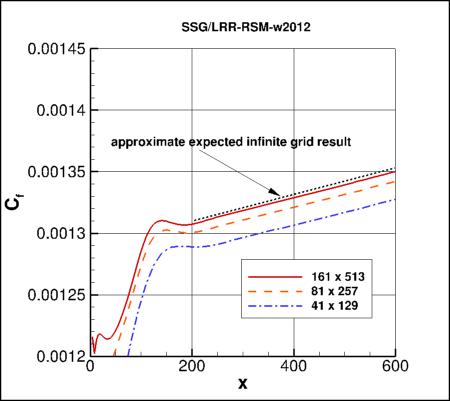 SSG/LRR-RSM-w2012
0.00145
0.0014
approximate expected infinite grid result
0.00135
Cf
0.0013
161 x 513
81 x 257
41 x 129
0.00125
0.0012
0 200 400 600
x